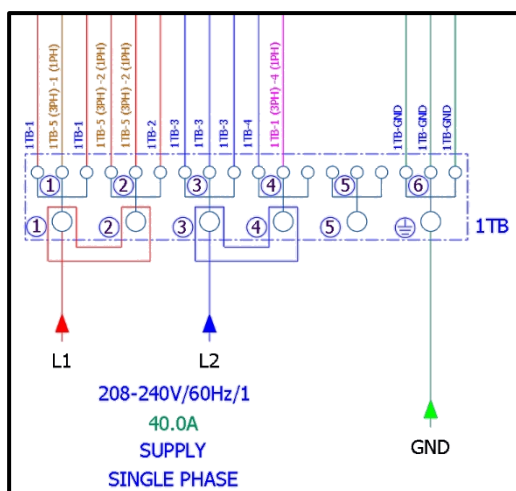 1TB-1
1TB-5 (3PH) -1 (1PH)
1TB-1
1TB-5 (3PH) -2 (1PH)
1TB-5 (3PH) -2 (1PH)
1TB-2
1TB-3
1TB-3
1TB-3
1TB-4
1TB-1 (3PH) -4 (1PH)
1TB-GND
1TB-GND
1TB-GND
1 2 3 4 5 6
1 2 3 4 5
1TB
L1 L2
GND
208-240V/60Hz/1
40.0A
SUPPLY
SINGLE PHASE